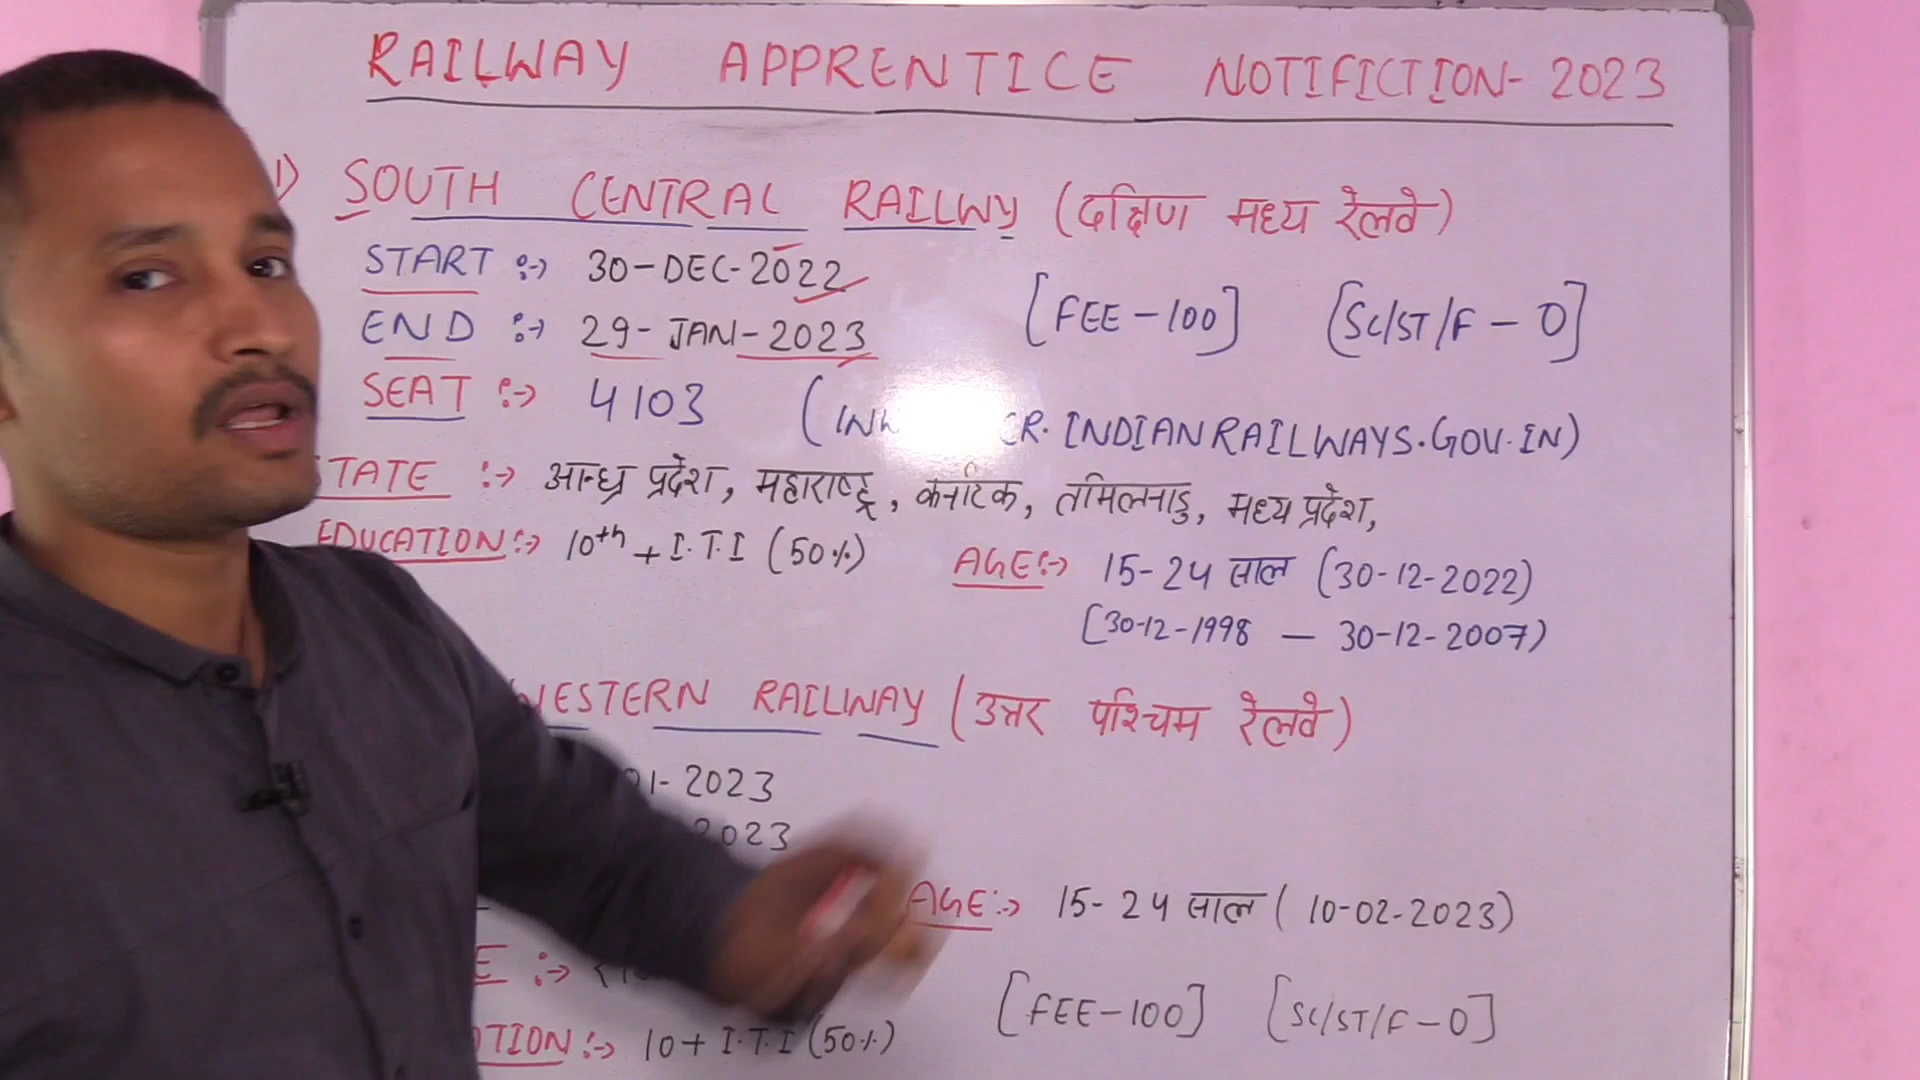 RAILWAY APPRENTICE NOTIFICTION- 2023
1) SOUTH CENTRAL RAILWY (दक्षिण मध्य रेलवे)
START :-> 30-DEC-2022
END :-> 29-JAN-2023 [FEE-100] [SC/ST/F-0]
SEAT :-> 4103 ( CR.INDIANRAILWAYS.GOV.IN)
TATE :-> आन्ध्र प्रदेश, महाराष्ट्र, कर्नाटक, तमिलनाडु, मध्य प्रदेश,
EDUCATION :-> 10th + I.T.I (50%) AGE :-> 15-24 साल (30-12-2022)
[30-12-1998 — 30-12-2007)
WESTERN RAILWAY (उत्तर पश्चिम रेलवे)
01-2023
2023
AGE :-> 15-24 साल (10-02-2023)
E :->
[FEE-100] [SC/ST/F-0]
TION :-> 10+ I.T.I (50%)